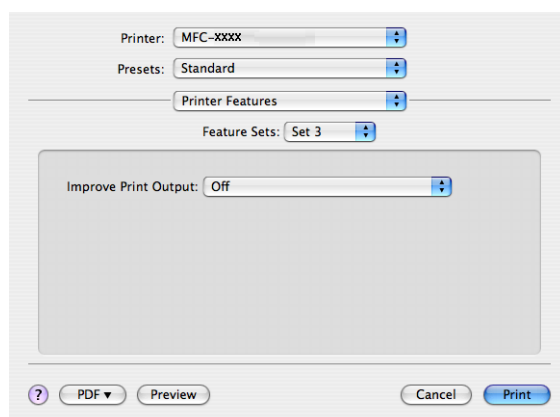 Printer: MFC-XXXX
Presets: Standard
Printer Features
Feature Sets: Set 3
Improve Print Output: Off
? PDF▼ Preview Cancel Print